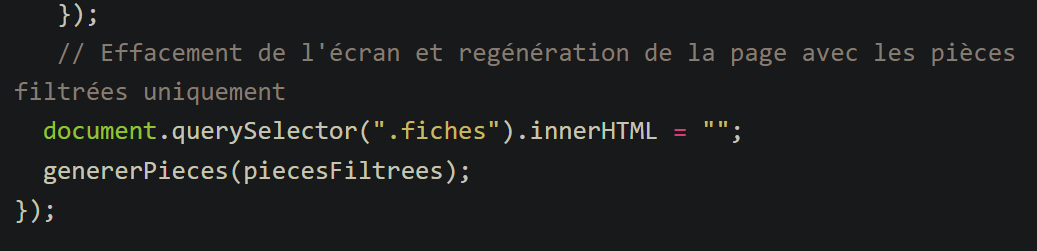 });
// Effacement de l'écran et regénération de la page avec les pièces
filtrées uniquement
document.querySelector(".fiches").innerHTML = "";
genererPieces(piecesFiltrees);
});